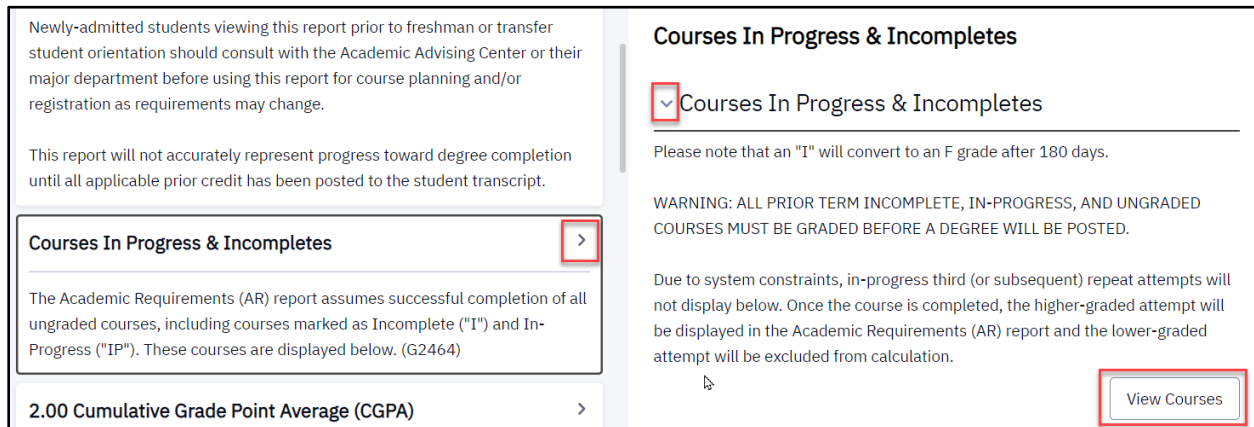 Newly-admitted students viewing this report prior to freshman or transfer
student orientation should consult with the Academic Advising Center or their
major department before using this report for course planning and/or
registration as requirements may change.
This report will not accurately represent progress toward degree completion
until all applicable prior credit has been posted to the student transcript.
Courses In Progress & Incompletes
The Academic Requirements (AR) report assumes successful completion of all
ungraded courses, including courses marked as Incomplete ("I") and In-
Progress ("IP"). These courses are displayed below. (G2464)
2.00 Cumulative Grade Point Average (CGPA)
Courses In Progress & Incompletes
Courses In Progress & Incompletes
Please note that an "I" will convert to an F grade after 180 days.
WARNING: ALL PRIOR TERM INCOMPLETE, IN-PROGRESS, AND UNGRADED
COURSES MUST BE GRADED BEFORE A DEGREE WILL BE POSTED.
Due to system constraints, in-progress third (or subsequent) repeat attempts will
not display below. Once the course is completed, the higher-graded attempt will
be displayed in the Academic Requirements (AR) report and the lower-graded
attempt will be excluded from calculation.
View Courses